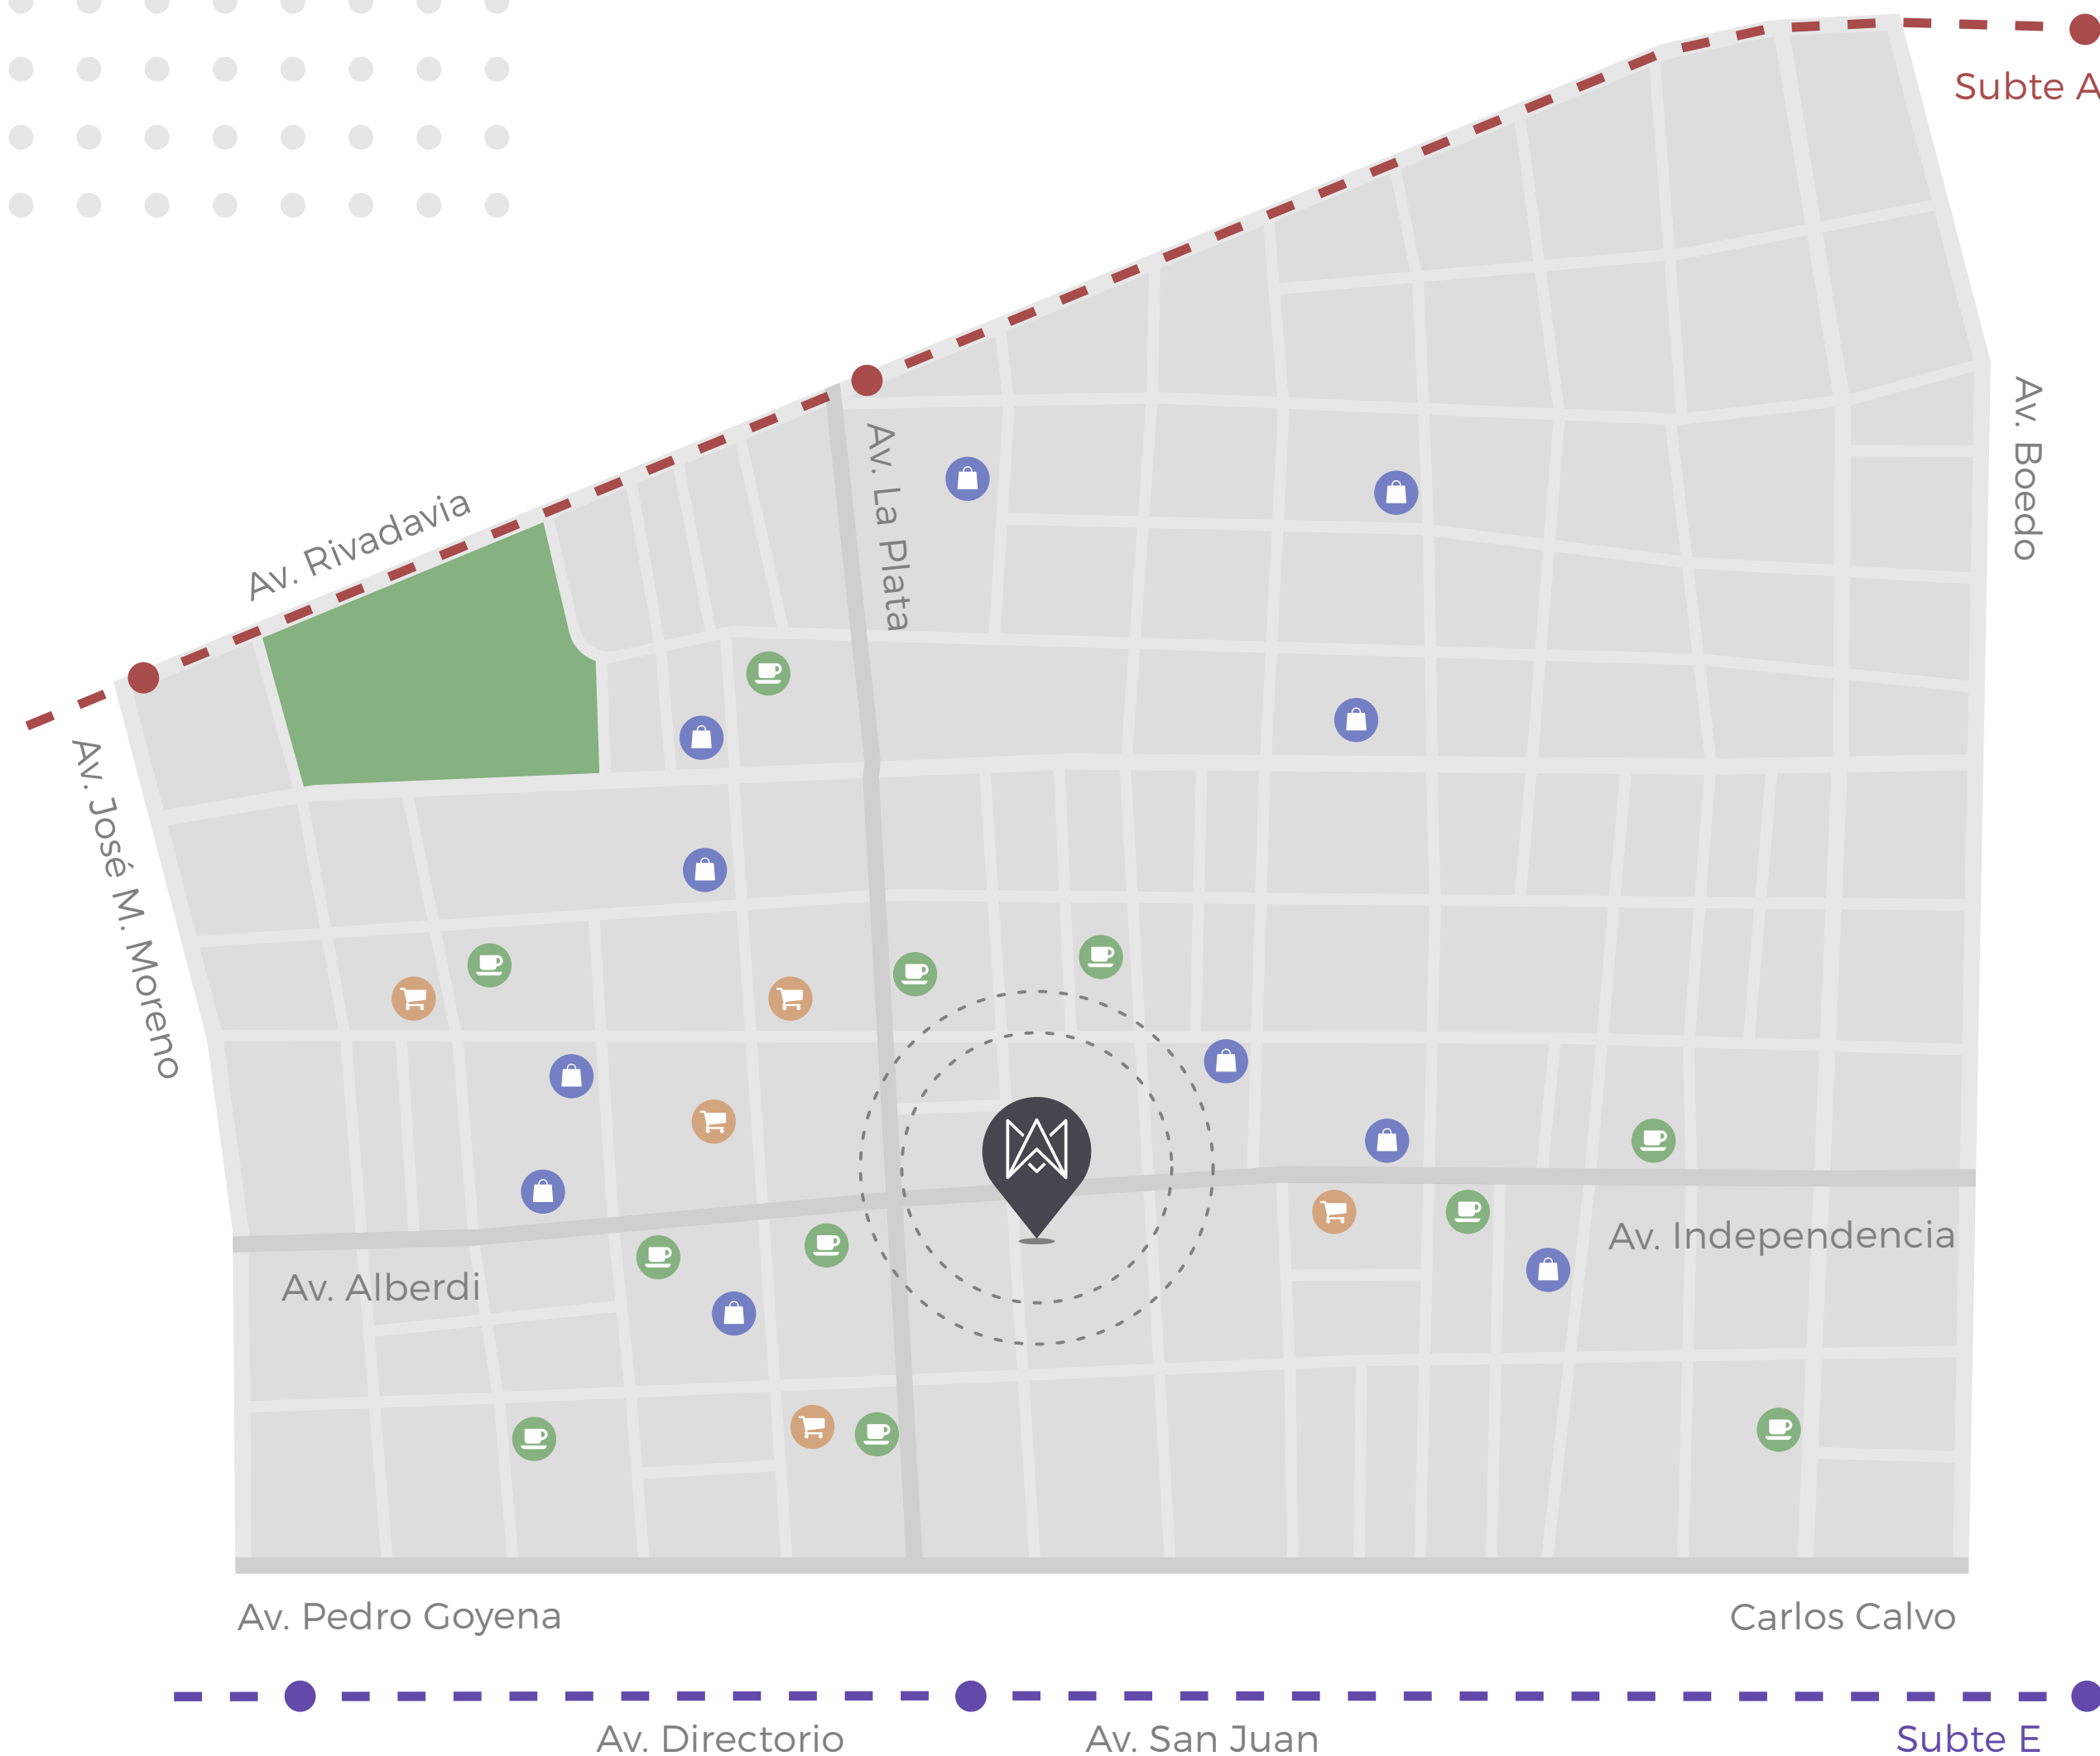 Subte A
Av. Rivadavia
Av. La Plata
Av. Boedo
Av. José M. Moreno
Av. Independencia
Av. Alberdi
Av. Pedro Goyena
Carlos Calvo
Av. Directorio
Av. San Juan
Subte E